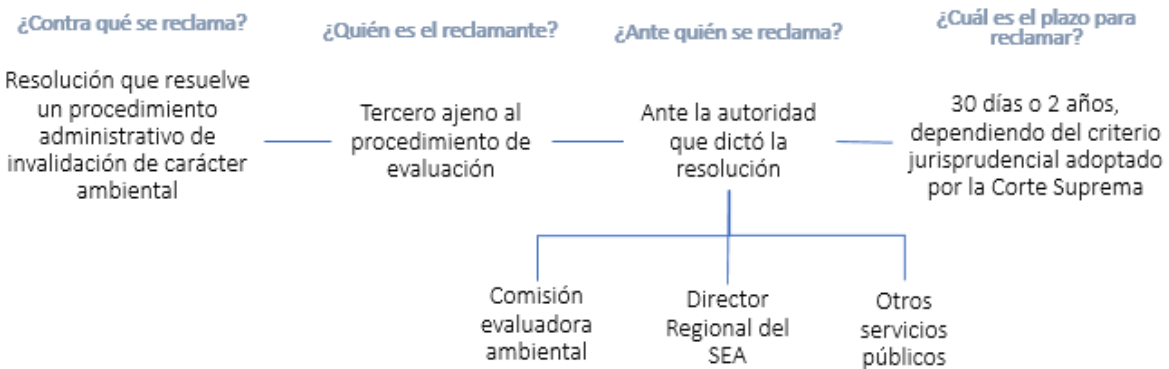 ¿Contra qué se reclama?
Resolución que resuelve
un procedimiento
administrativo de
invalidación de carácter
ambiental
¿Quién es el reclamante?
Tercero ajeno al
procedimiento de
evaluación
¿Ante quién se reclama?
Ante la autoridad
que dictó la
resolución
¿Cuál es el plazo para
reclamar?
30 días o 2 años,
dependiendo del criterio
jurisprudencial adoptado
por la Corte Suprema
Comisión
evaluadora
ambiental
Director
Regional del
SEA
Otros
servicios
públicos